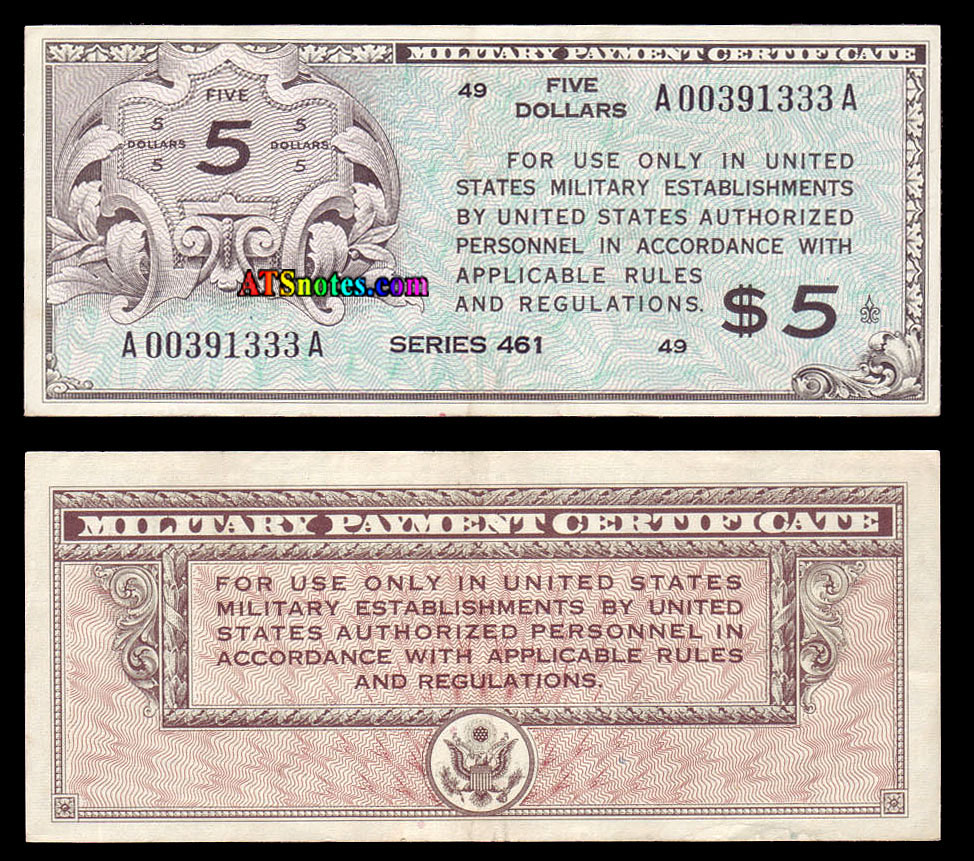 MILITARY PAYMENT CERTIFICATE
FIVE
5 5
DOLLARS 5 DOLLARS
5 5
49 FIVE DOLLARS A00391333A
FOR USE ONLY IN UNITED
STATES MILITARY ESTABLISHMENTS
BY UNITED STATES AUTHORIZED
PERSONNEL IN ACCORDANCE WITH
APPLICABLE RULES
AND REGULATIONS.
$5
ATSnotes.com
A00391333A SERIES 461 49
MILITARY PAYMENT CERTIFICATE
FOR USE ONLY IN UNITED STATES
MILITARY ESTABLISHMENTS BY UNITED
STATES AUTHORIZED PERSONNEL IN
ACCORDANCE WITH APPLICABLE RULES
AND REGULATIONS.